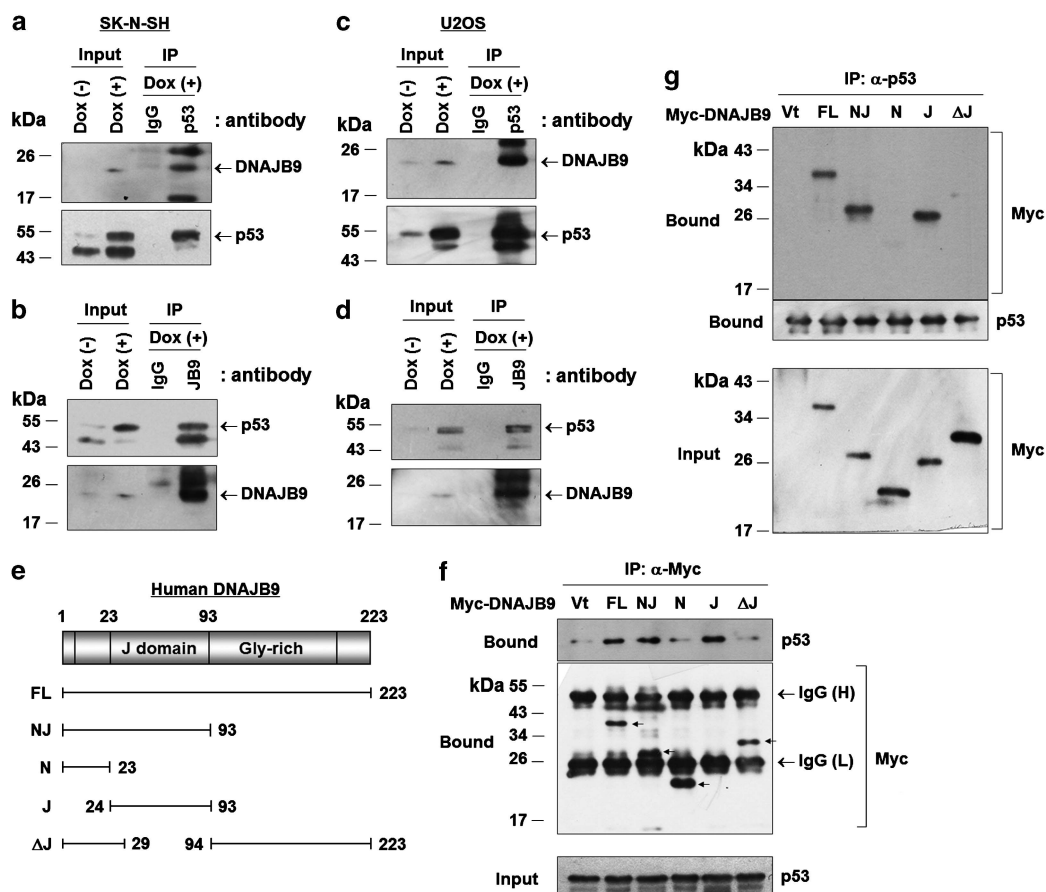 a
SK-N-SH
Input IP
Dox (+)
Dox (-) Dox (+) IgG p53 : antibody
kDa
26
← DNAJB9
17
55
← p53
43
b
Input IP
Dox (+)
Dox (-) Dox (+) IgG JB9 : antibody
kDa
55
← p53
43
26
← DNAJB9
17
c
U2OS
Input IP
Dox (+)
Dox (-) Dox (+) IgG p53 : antibody
kDa
26
← DNAJB9
17
55
← p53
43
d
Input IP
Dox (+)
Dox (-) Dox (+) IgG JB9 : antibody
kDa
55
← p53
43
26
← DNAJB9
17
e
Human DNAJB9
1 23 93 223
J domain Gly-rich
FL 223
NJ 93
N 23
J 24 93
ΔJ 29 94 223
f
IP: α-Myc
Myc-DNAJB9 Vt FL NJ N J ΔJ
Bound p53
kDa 55
← IgG (H)
43
34
Bound
26
← IgG (L)
Myc
17
Input p53
g
IP: α-p53
Myc-DNAJB9 Vt FL NJ N J ΔJ
kDa 43
34
Bound 26 Myc
17
Bound p53
kDa 43
34
Input 26 Myc
17